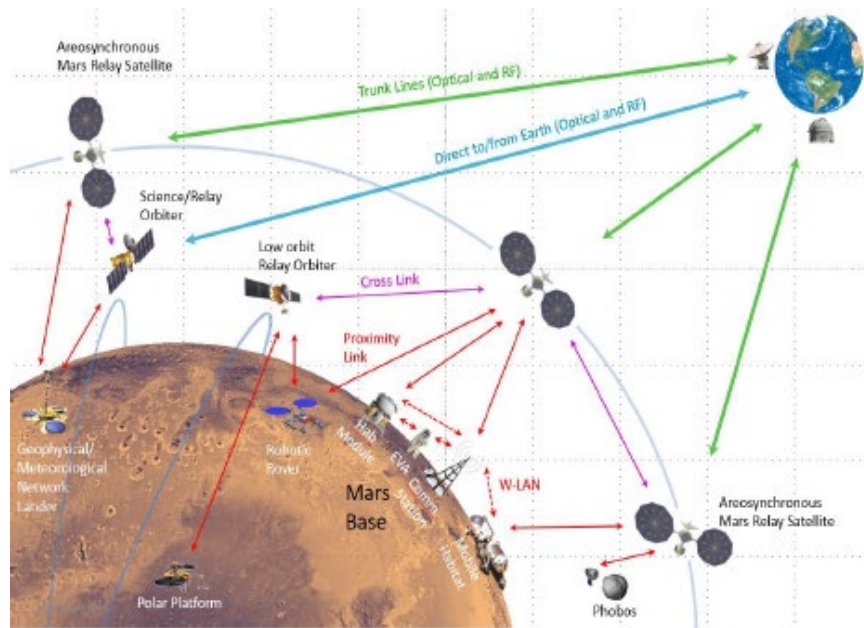 Areosynchronous
Mars Relay Satellite
Trunk Lines (Optical and RF)
Direct to/from Earth (Optical and RF)
Science/Relay
Orbiter
Low orbit
Relay Orbiter
Cross Link
Proximity
Link
Geophysical/
Meteorological
Network
Lander
Robotic
Rover
Hab
Module
EVA
Comm
Station
Mars
Base
W-LAN
Mobile
Habitat
Areosynchronous
Mars Relay Satellite
Polar Platform
Phobos